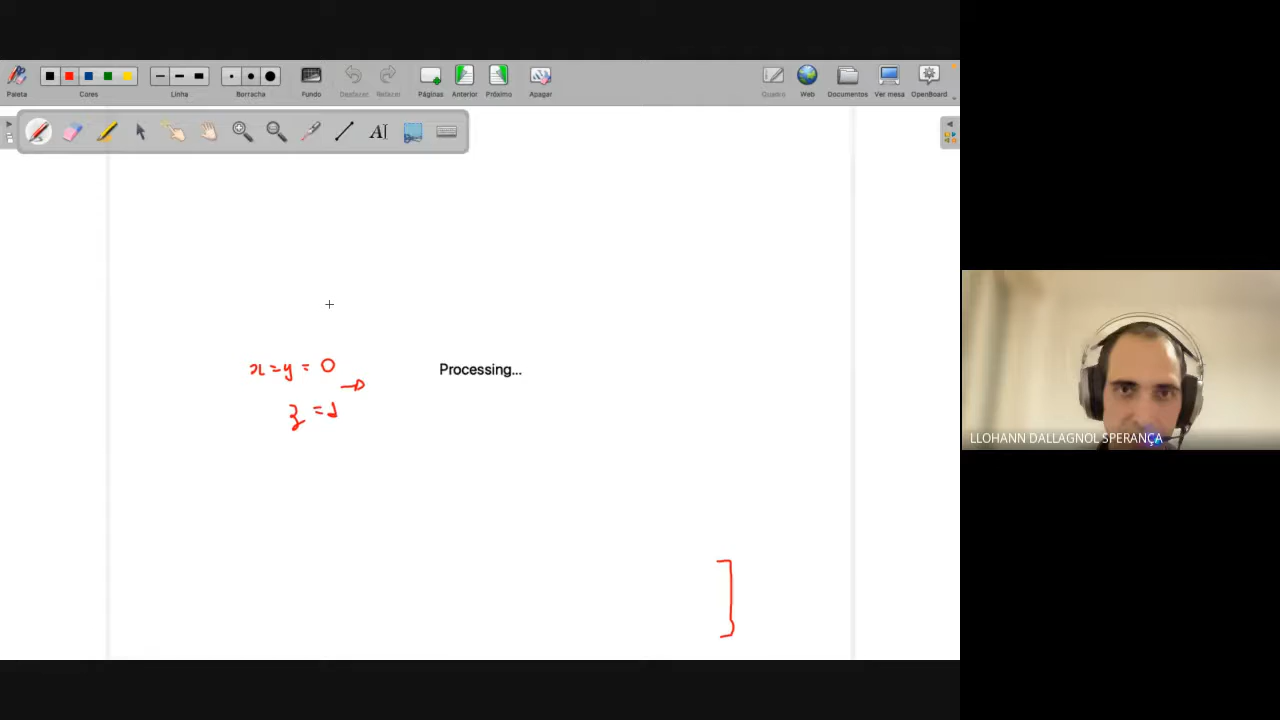 Paleta
Cores
Linha
Borracha
Fundo
Desfazer
Refazer
Páginas
Anterior
Próximo
Apagar
Quadro
Web
Documentos
Ver mesa
OpenBoard
AI
x = y = 0
Processing...
z = 1
LLOHANN DALLAGNOL SPERANÇA